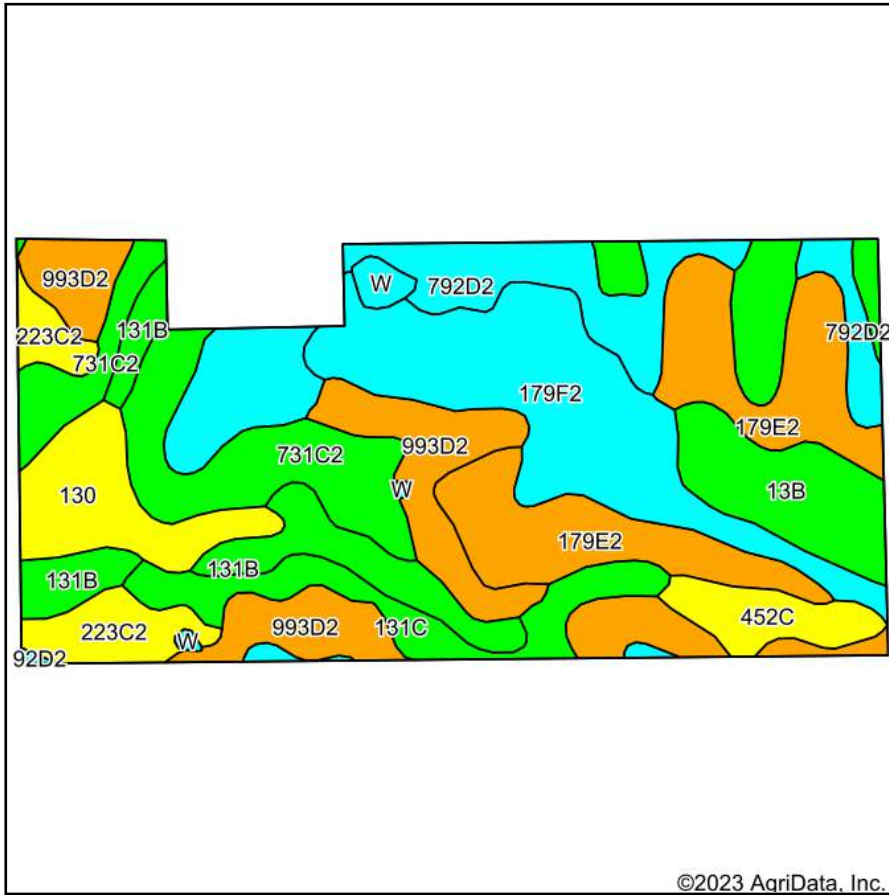 993D2
W
792D2
131B
223C2
792D2
731C2
179F2
179E2
993D2
731C2
W
13B
130
179E2
131B
131B
452C
223C2
993D2
131C
W
92D2
©2023 AgriData, Inc.